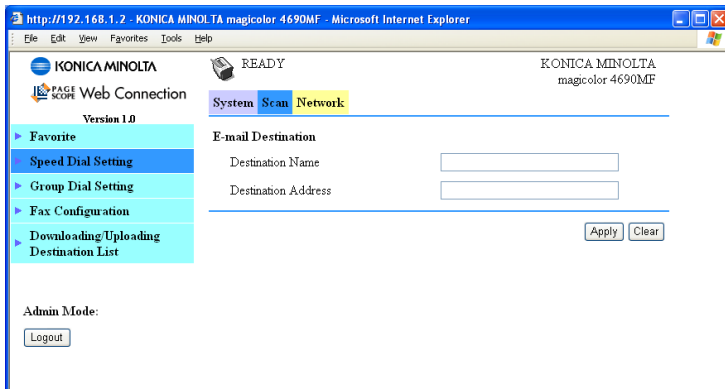 http://192.168.1.2 - KONICA MINOLTA magicolor 4690MF - Microsoft Internet Explorer
File Edit View Favorites Tools Help
KONICA MINOLTA
PAGE SCOPE Web Connection
Version 1.0
READY
KONICA MINOLTA
magicolor 4690MF
System Scan Network
Favorite
Speed Dial Setting
Group Dial Setting
Fax Configuration
Downloading/Uploading
Destination List
Admin Mode:
Logout
E-mail Destination
Destination Name
Destination Address
Apply Clear